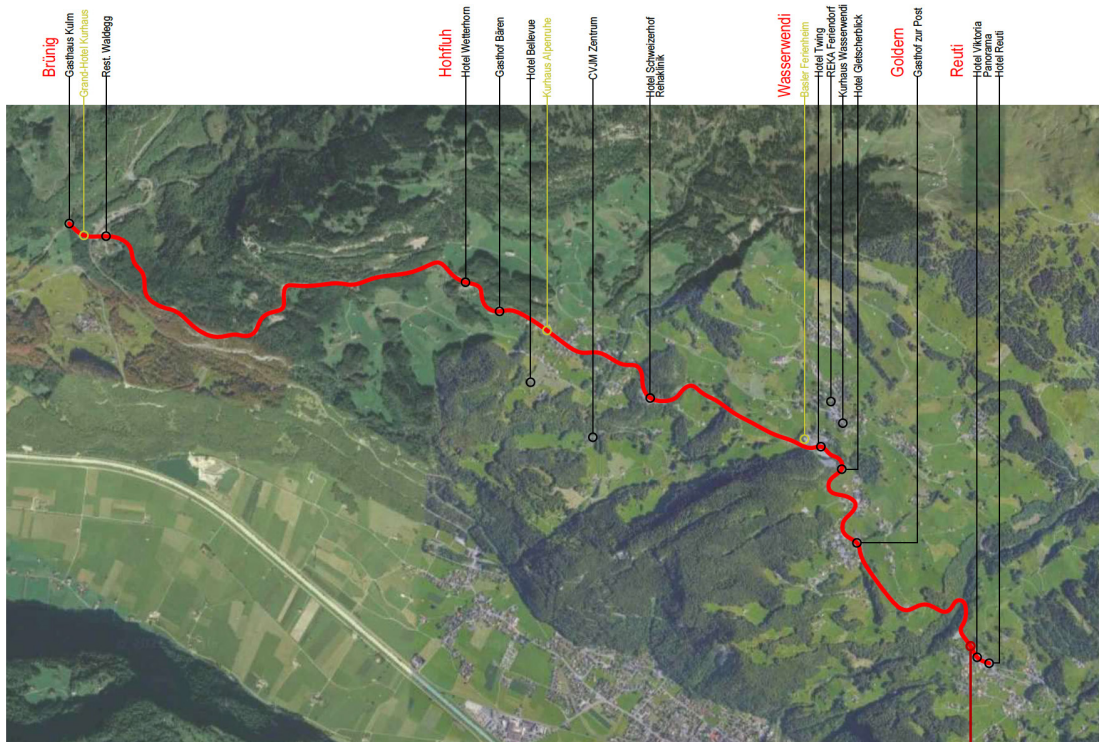 Brünig
Gasthaus Kulm
Grand-Hotel Kurhaus
Rest. Waldegg
Hohfluh
Hotel Wetterhorn
Gasthof Bären
Hotel Bellevue
Kurhaus Alpenruhe
CVJM Zentrum
Hotel Schweizerhof
Rehaklinik
Wasserwendi
Basler Ferienheim
Hotel Twing
REKA Feriendorf
Kurhaus Wasserwendi
Hotel Gletscherblick
Goldern
Gasthof zur Post
Reuti
Hotel Viktoria
Panorama
Hotel Reuti